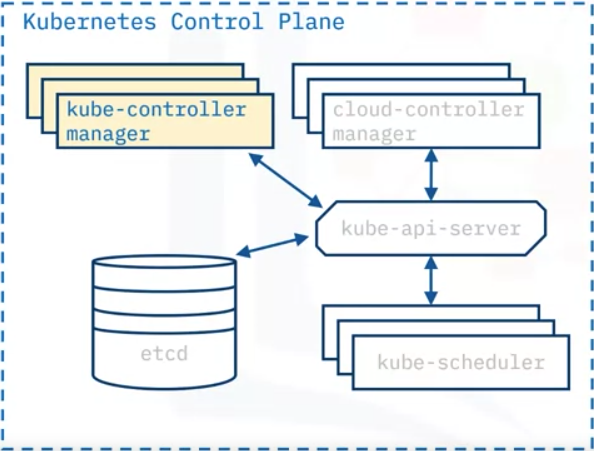 Kubernetes Control Plane
kube-controller
manager
cloud-controller
manager
kube-api-server
etcd
kube-scheduler